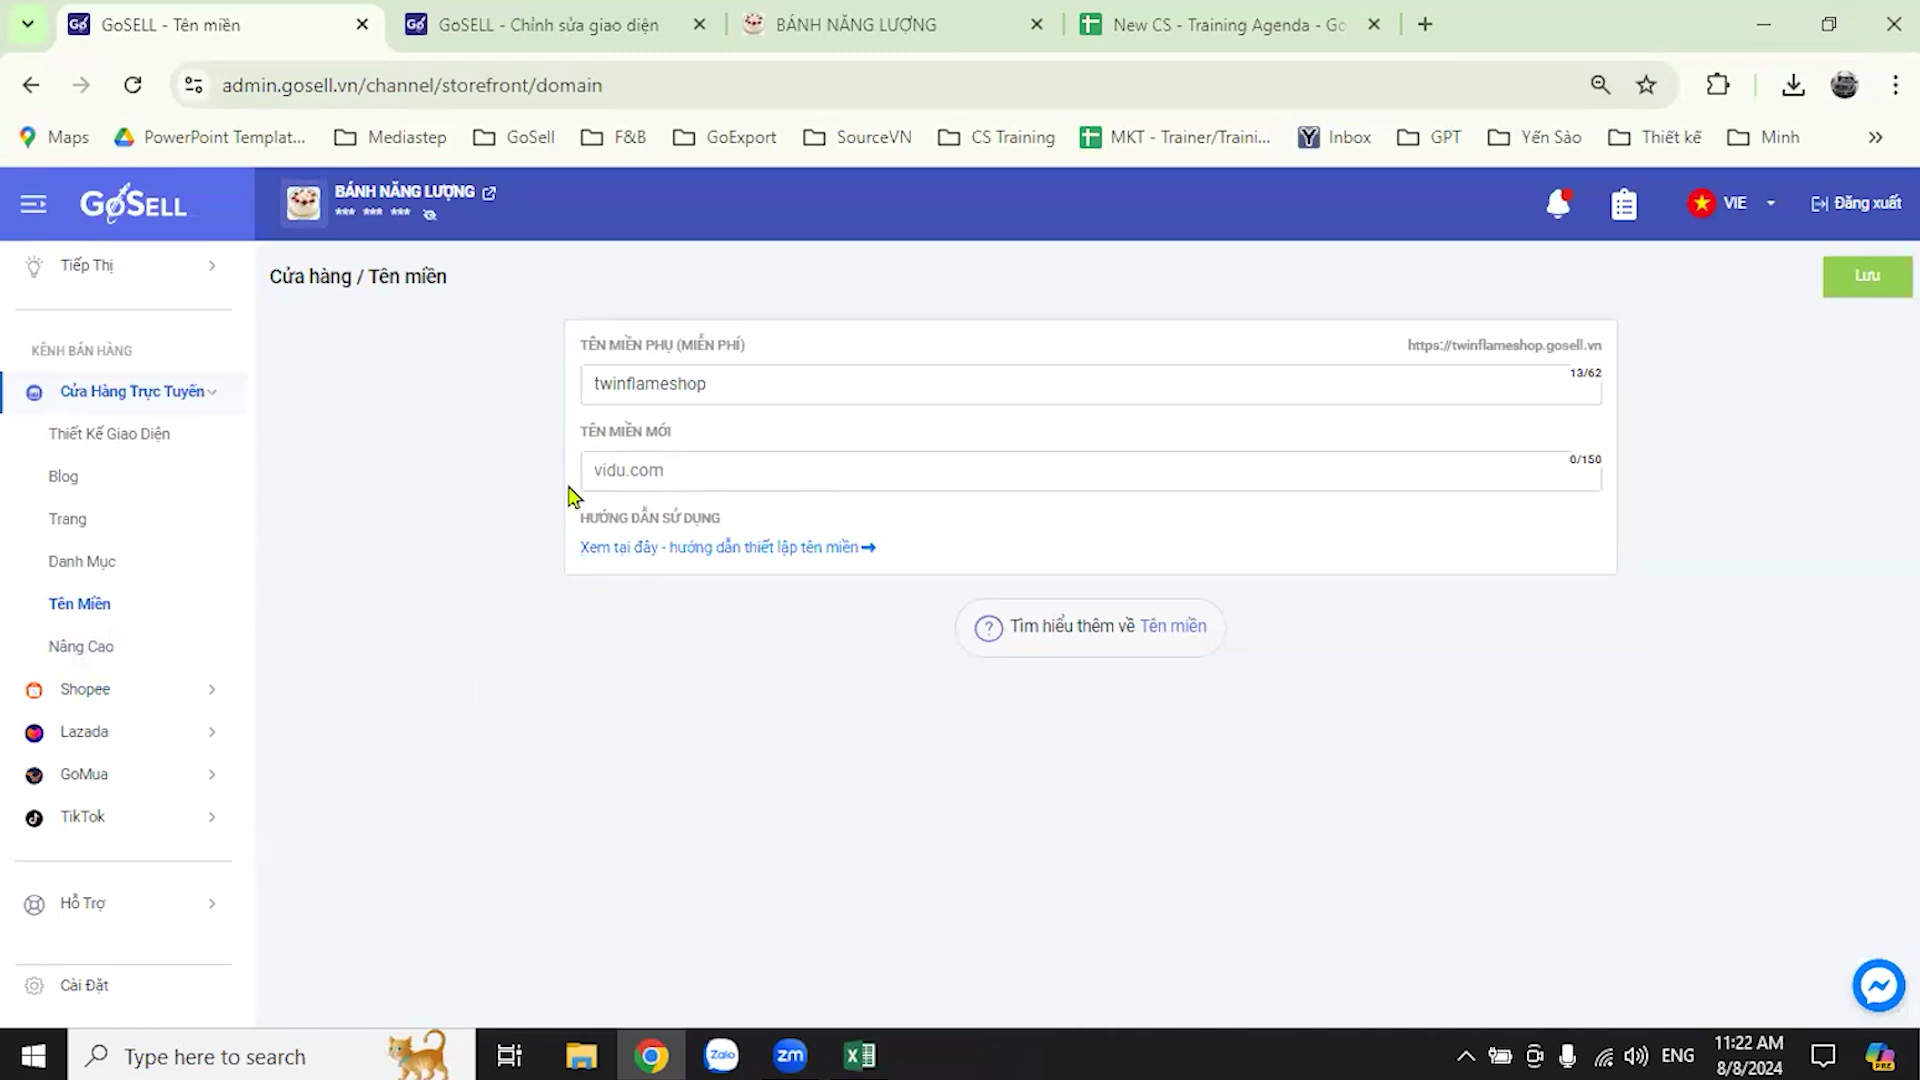 GoSELL - Tên miền
GoSELL - Chỉnh sửa giao diện
BÁNH NĂNG LƯỢNG
New CS - Training Agenda - Go
admin.gosell.vn/channel/storefront/domain
Maps
PowerPoint Templat...
Mediastep
GoSell
F&B
GoExport
SourceVN
CS Training
MKT - Trainer/Traini...
Inbox
GPT
Yến Sào
Thiết kế
Minh
GoSELL
BÁNH NĂNG LƯỢNG
*** *** ***
VIE
Đăng xuất
Tiếp Thị
KÊNH BÁN HÀNG
Cửa Hàng Trực Tuyến
Thiết Kế Giao Diện
Blog
Trang
Danh Mục
Tên Miền
Nâng Cao
Shopee
Lazada
GoMua
TikTok
Hỗ Trợ
Cài Đặt
Cửa hàng / Tên miền
Lưu
TÊN MIỀN PHỤ (MIỄN PHÍ)
https://twinflameshop.gosell.vn
twinflameshop
13/62
TÊN MIỀN MỚI
vidu.com
0/150
HƯỚNG DẪN SỬ DỤNG
Xem tại đây - hướng dẫn thiết lập tên miền
Tìm hiểu thêm về Tên miền
Type here to search
Zalo
zm
ENG
11:22 AM
8/8/2024
PRE